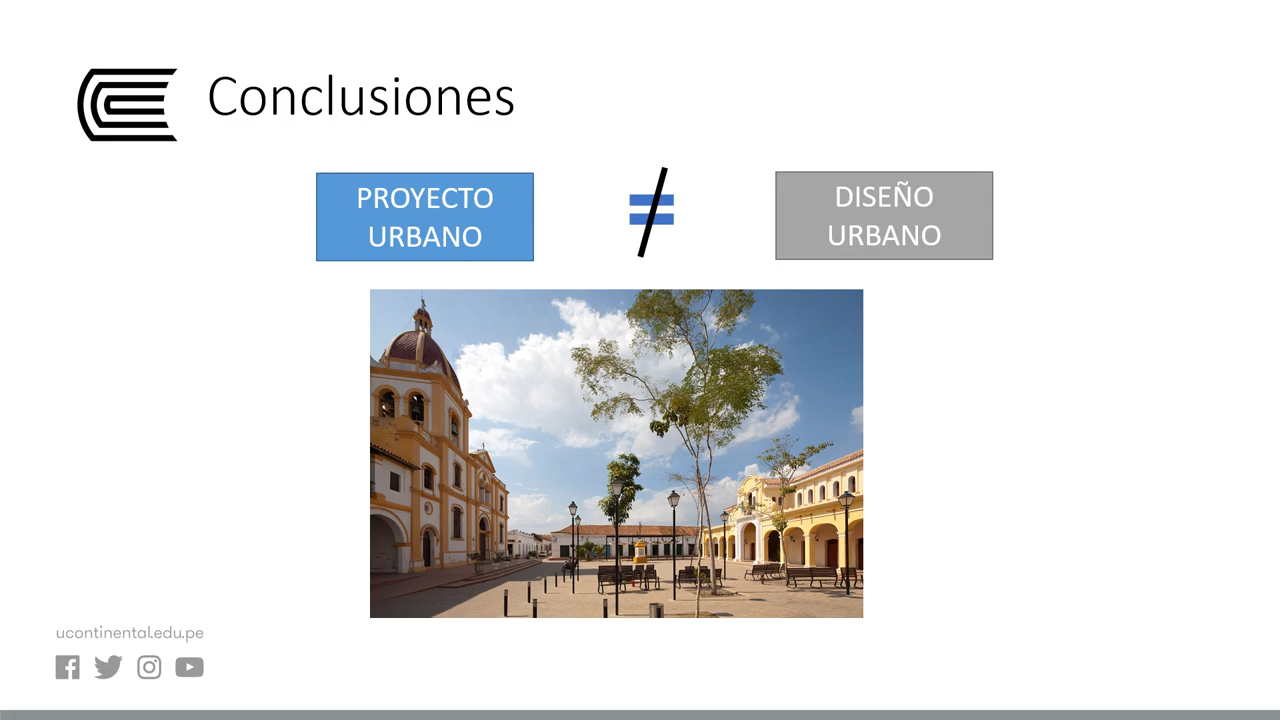 Conclusiones
PROYECTO
URBANO
≠
DISEÑO
URBANO
ucontinental.edu.pe